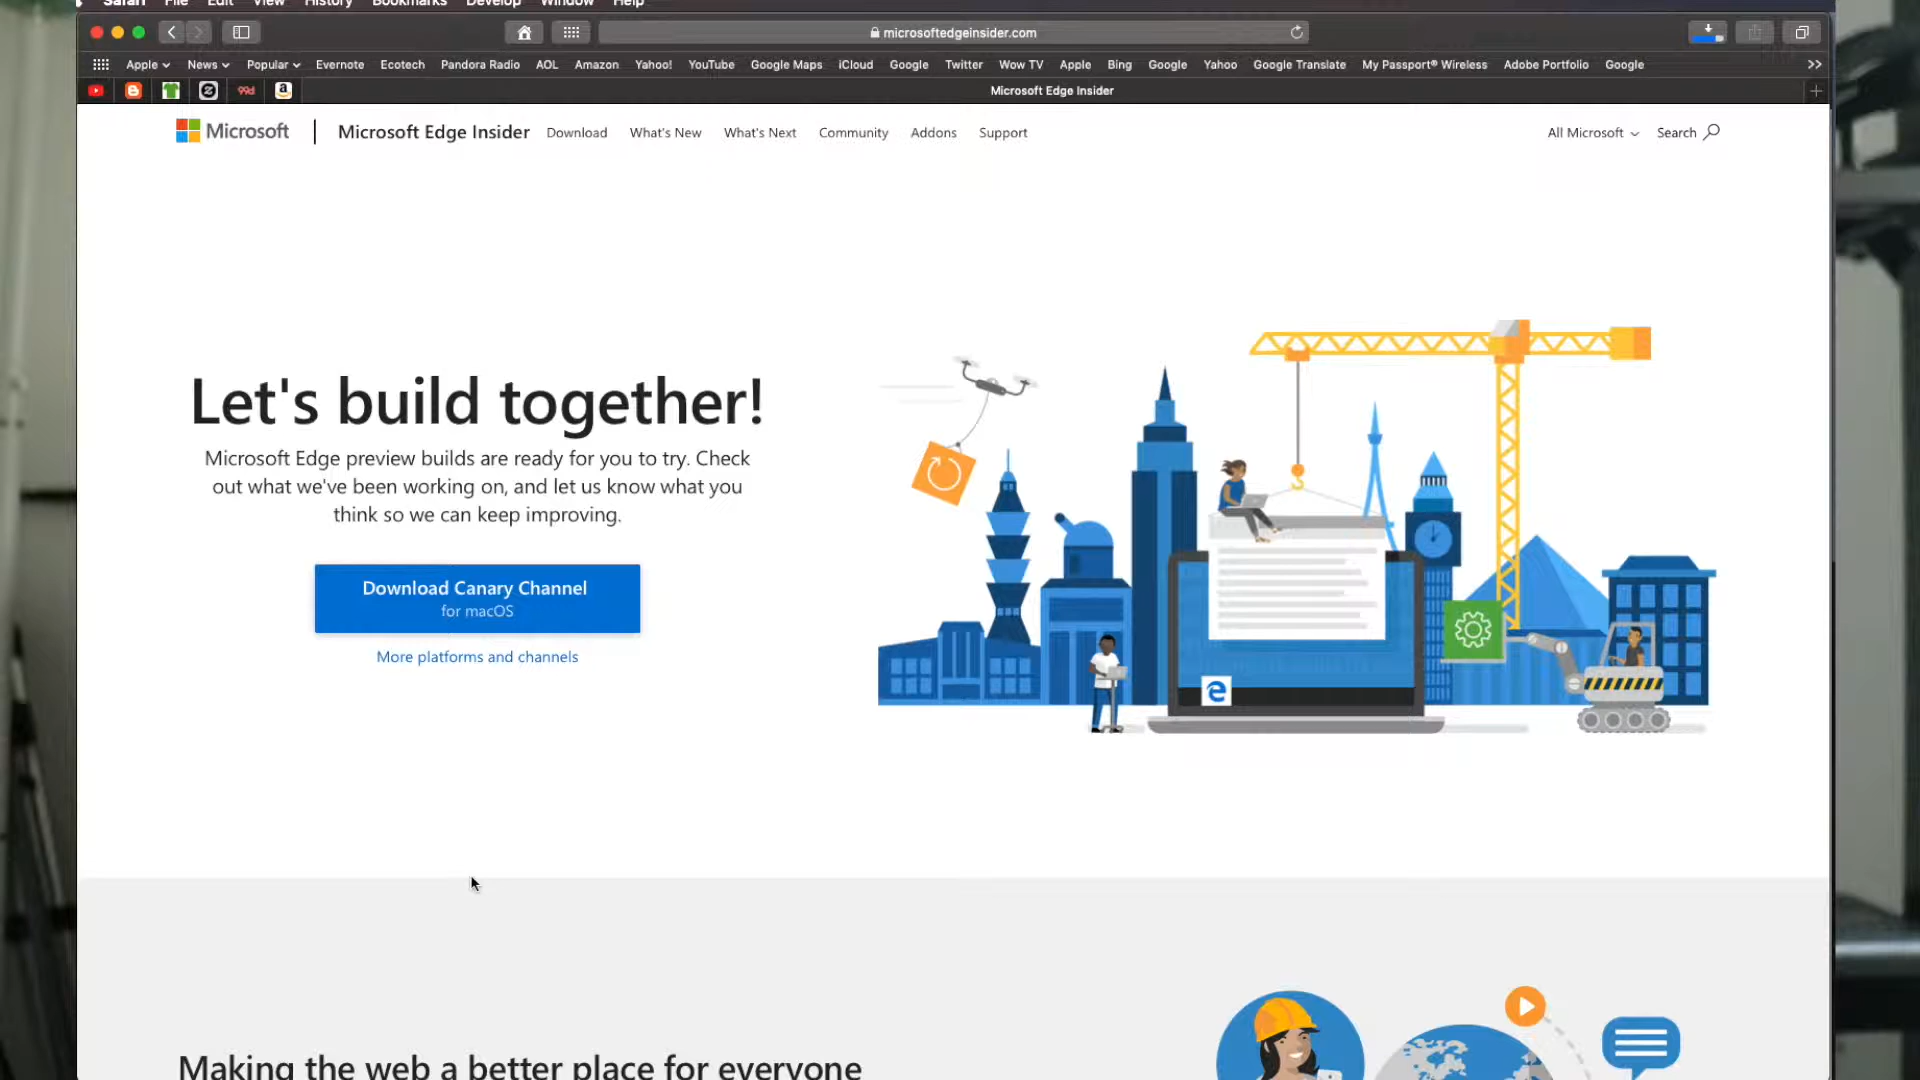 Safari File Edit View History Bookmarks Develop Window Help
microsoftedgeinsider.com
Apple News Popular Evernote Ecotech Pandora Radio AOL Amazon Yahoo! YouTube Google Maps iCloud Google Twitter Wow TV Apple Bing Google Yahoo Google Translate My Passport® Wireless Adobe Portfolio Google
99d a Microsoft Edge Insider
Microsoft Microsoft Edge Insider Download What's New What's Next Community Addons Support All Microsoft Search
Let's build together!
Microsoft Edge preview builds are ready for you to try. Check
out what we've been working on, and let us know what you
think so we can keep improving.
Download Canary Channel
for macOS
More platforms and channels
Making the web a better place for everyone